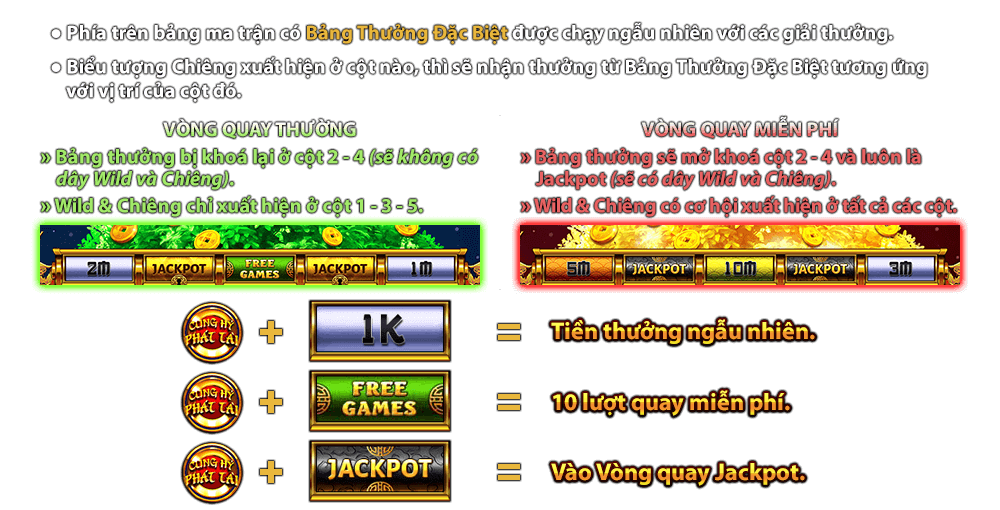 ● Phía trên bảng ma trận có Bảng Thưởng Đặc Biệt được chạy ngẫu nhiên với các giải thưởng.
● Biểu tượng Chiêng xuất hiện ở cột nào, thì sẽ nhận thưởng từ Bảng Thưởng Đặc Biệt tương ứng
với vị trí của cột đó.
VÒNG QUAY THƯỜNG
» Bảng thưởng bị khoá lại ở cột 2 - 4 (sẽ không có
dây Wild và Chiêng).
» Wild & Chiêng chỉ xuất hiện ở cột 1 - 3 - 5.
2M JACKPOT FREE GAMES JACKPOT 1M
VÒNG QUAY MIỄN PHÍ
» Bảng thưởng sẽ mở khoá cột 2 - 4 và luôn là
Jackpot (sẽ có dây Wild và Chiêng).
» Wild & Chiêng có cơ hội xuất hiện ở tất cả các cột.
5M JACKPOT 10M JACKPOT 3M
CUNG HỶ PHÁT TÀI + 1K = Tiền thưởng ngẫu nhiên.
CUNG HỶ PHÁT TÀI + FREE GAMES = 10 lượt quay miễn phí.
CUNG HỶ PHÁT TÀI + JACKPOT = Vào Vòng quay Jackpot.